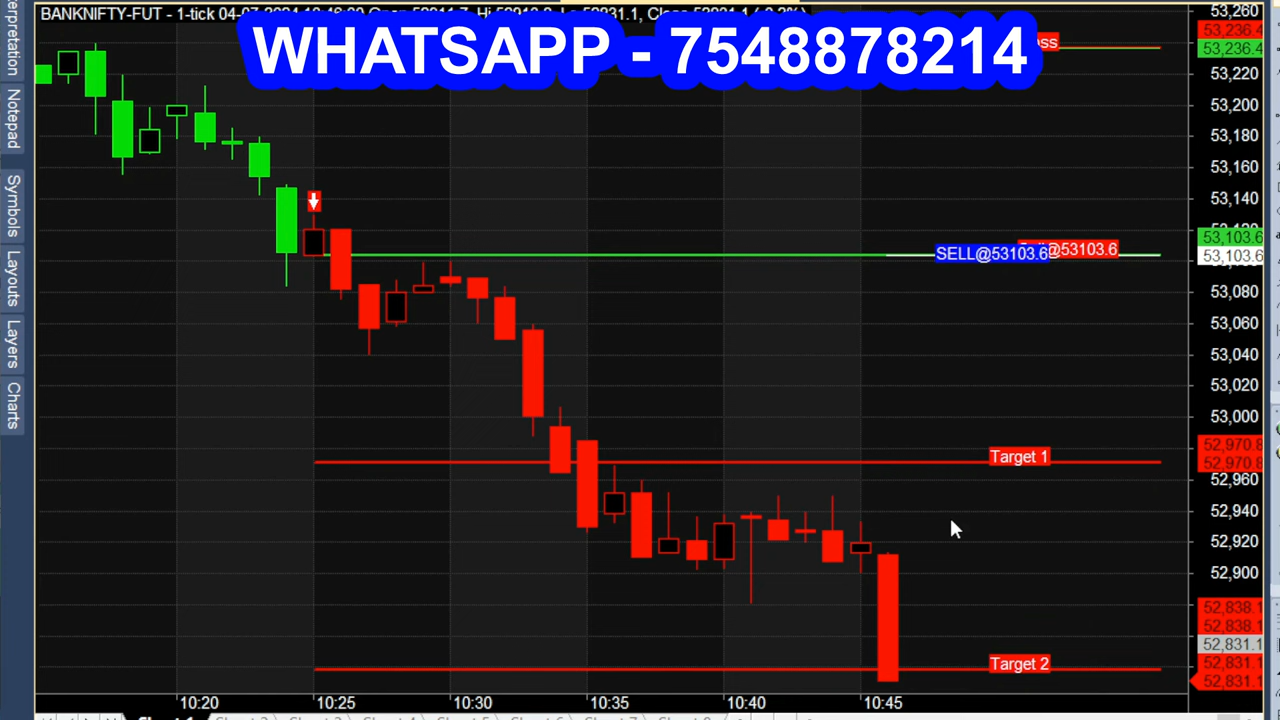 BANKNIFTY-FUT - 1-tick
WHATSAPP - 7548878214
Notepad
Symbols
Layouts
Layers
Charts
53,260
53,236.4
53,236.4
53,220
53,200
53,180
53,160
53,140
53,103.6
53,103.6
SELL@53103.6
@53103.6
53,080
53,060
53,040
53,020
53,000
52,970.8
52,970.8
Target 1
52,960
52,940
52,920
52,900
52,838.1
52,838.1
52,831.1
52,831.1
52,831.1
Target 2
10:20 10:25 10:30 10:35 10:40 10:45